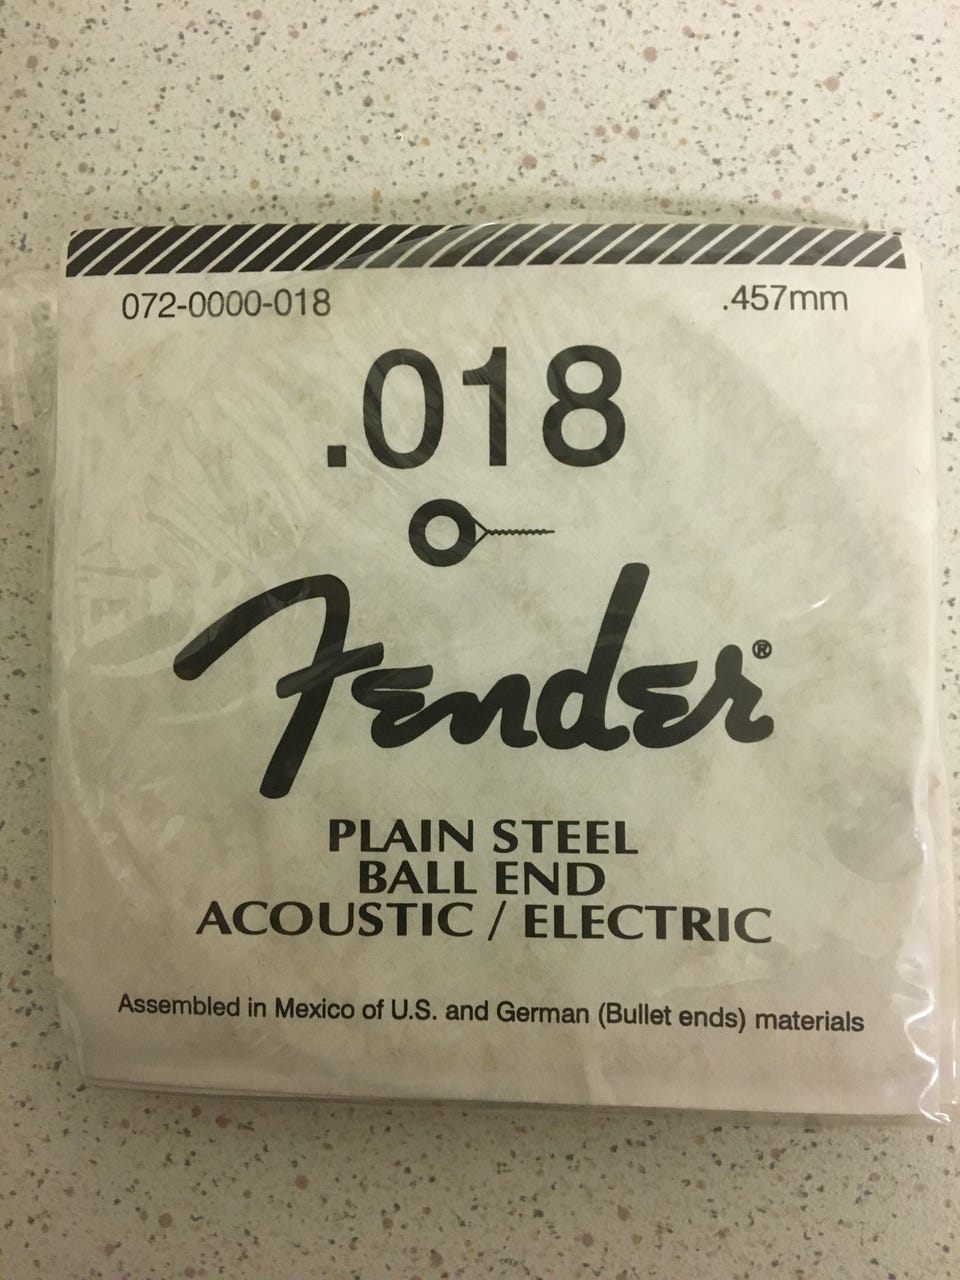 072-0000-018 .457mm
.018
Fender®
PLAIN STEEL
BALL END
ACOUSTIC / ELECTRIC
Assembled in Mexico of U.S. and German (Bullet ends) materials